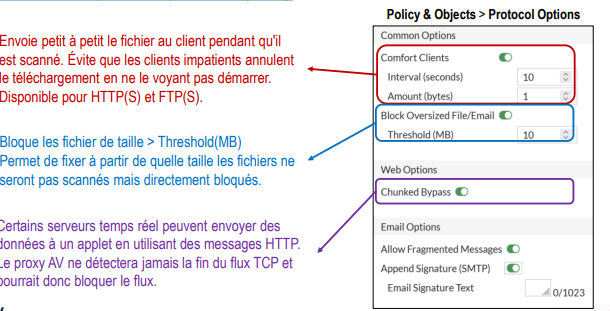 Policy & Objects > Protocol Options
Envoie petit à petit le fichier au client pendant qu'il
est scanné. Évite que les clients impatients annulent
le téléchargement en ne le voyant pas démarrer.
Disponible pour HTTP(S) et FTP(S).
Bloque les fichier de taille > Threshold(MB)
Permet de fixer à partir de quelle taille les fichiers ne
seront pas scannés mais directement bloqués.
Certains serveurs temps réel peuvent envoyer des
données à un applet en utilisant des messages HTTP.
Le proxy AV ne détectera jamais la fin du flux TCP et
pourrait donc bloquer le flux.
Common Options
Comfort Clients
Interval (seconds) 10
Amount (bytes) 1
Block Oversized File/Email
Threshold (MB) 10
Web Options
Chunked Bypass
Email Options
Allow Fragmented Messages
Append Signature (SMTP)
Email Signature Text 0/1023